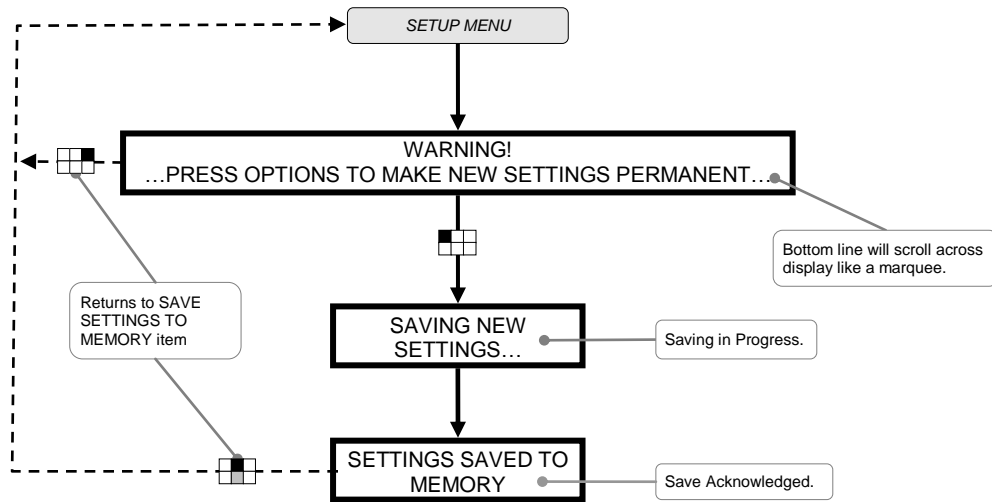 SETUP MENU
WARNING!
…PRESS OPTIONS TO MAKE NEW SETTINGS PERMANENT…
Bottom line will scroll across
display like a marquee.
Returns to SAVE
SETTINGS TO
MEMORY item
SAVING NEW
SETTINGS…
Saving in Progress.
SETTINGS SAVED TO
MEMORY
Save Acknowledged.